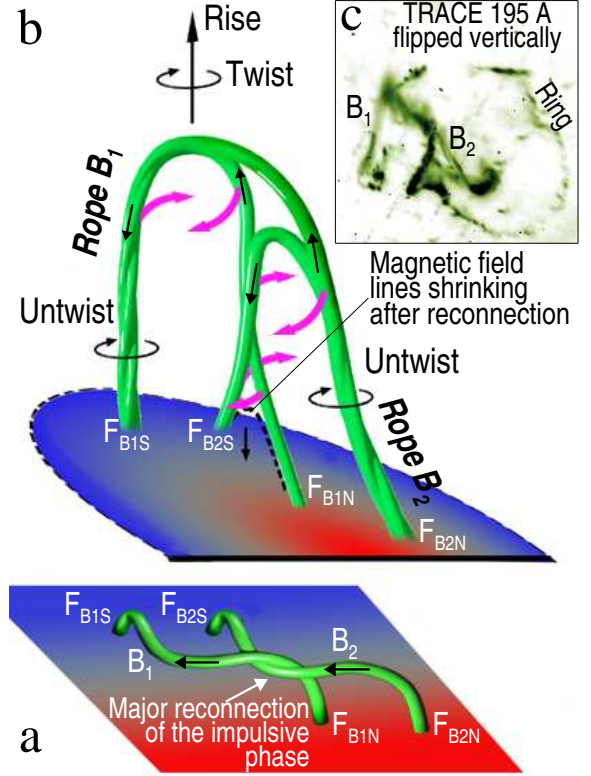 b
Rise
Twist
Rope B1
Untwist
c
TRACE 195 A
flipped vertically
B1
B2
Ring
Magnetic field
lines shrinking
after reconnection
Untwist
Rope B2
FB1S
FB2S
FB1N
FB2N
FB1S
FB2S
B1
B2
Major reconnection
of the impulsive
phase
FB1N
FB2N
a